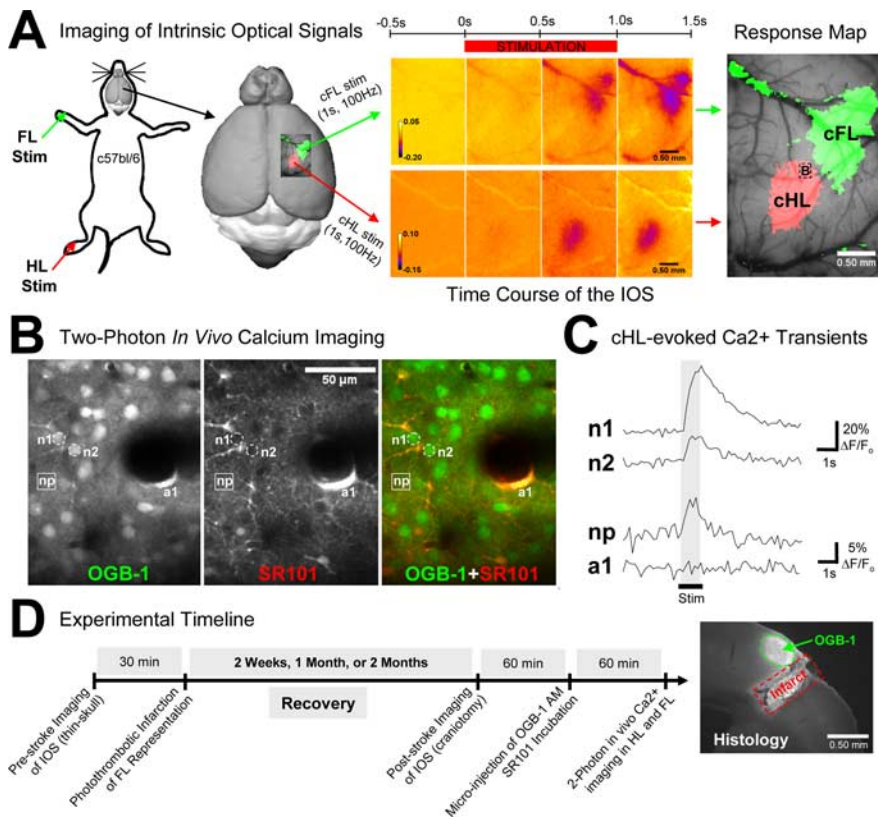 A Imaging of Intrinsic Optical Signals
-0.5s 0s 0.5s 1.0s 1.5s
STIMULATION
Response Map
FL
Stim
c57bl/6
HL
Stim
cFL stim
(1s, 100Hz)
cHL stim
(1s,100Hz)
0.05
-0.20
0.50 mm
0.10
-0.15
0.50 mm
Time Course of the IOS
cFL
B
cHL
0.50 mm
B Two-Photon In Vivo Calcium Imaging
n1
n2
np
a1
OGB-1
50 µm
n1
n2
np
a1
SR101
n1
n2
np
a1
OGB-1+SR101
C cHL-evoked Ca2+ Transients
n1
n2
20%
ΔF/Fo
1s
np
a1
5%
ΔF/Fo
1s
Stim
D Experimental Timeline
30 min
2 Weeks, 1 Month, or 2 Months
60 min
60 min
Recovery
Pre-stroke Imaging
of IOS (thin-skull)
Photothrombotic Infarction
of FL Representation
Post-stroke Imaging
of IOS (craniotomy)
Micro-injection of OGB-1 AM
SR101 Incubation
2-Photon in vivo Ca2+
imaging in HL and FL
OGB-1
Infarct
Histology
0.50 mm